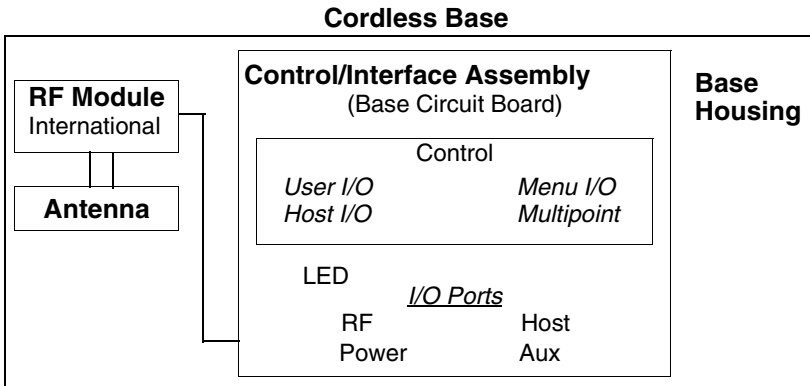 Cordless Base
RF Module
International
Antenna
Control/Interface Assembly
(Base Circuit Board)
Control
User I/O Menu I/O
Host I/O Multipoint
LED
I/O Ports
RF Host
Power Aux
Base
Housing